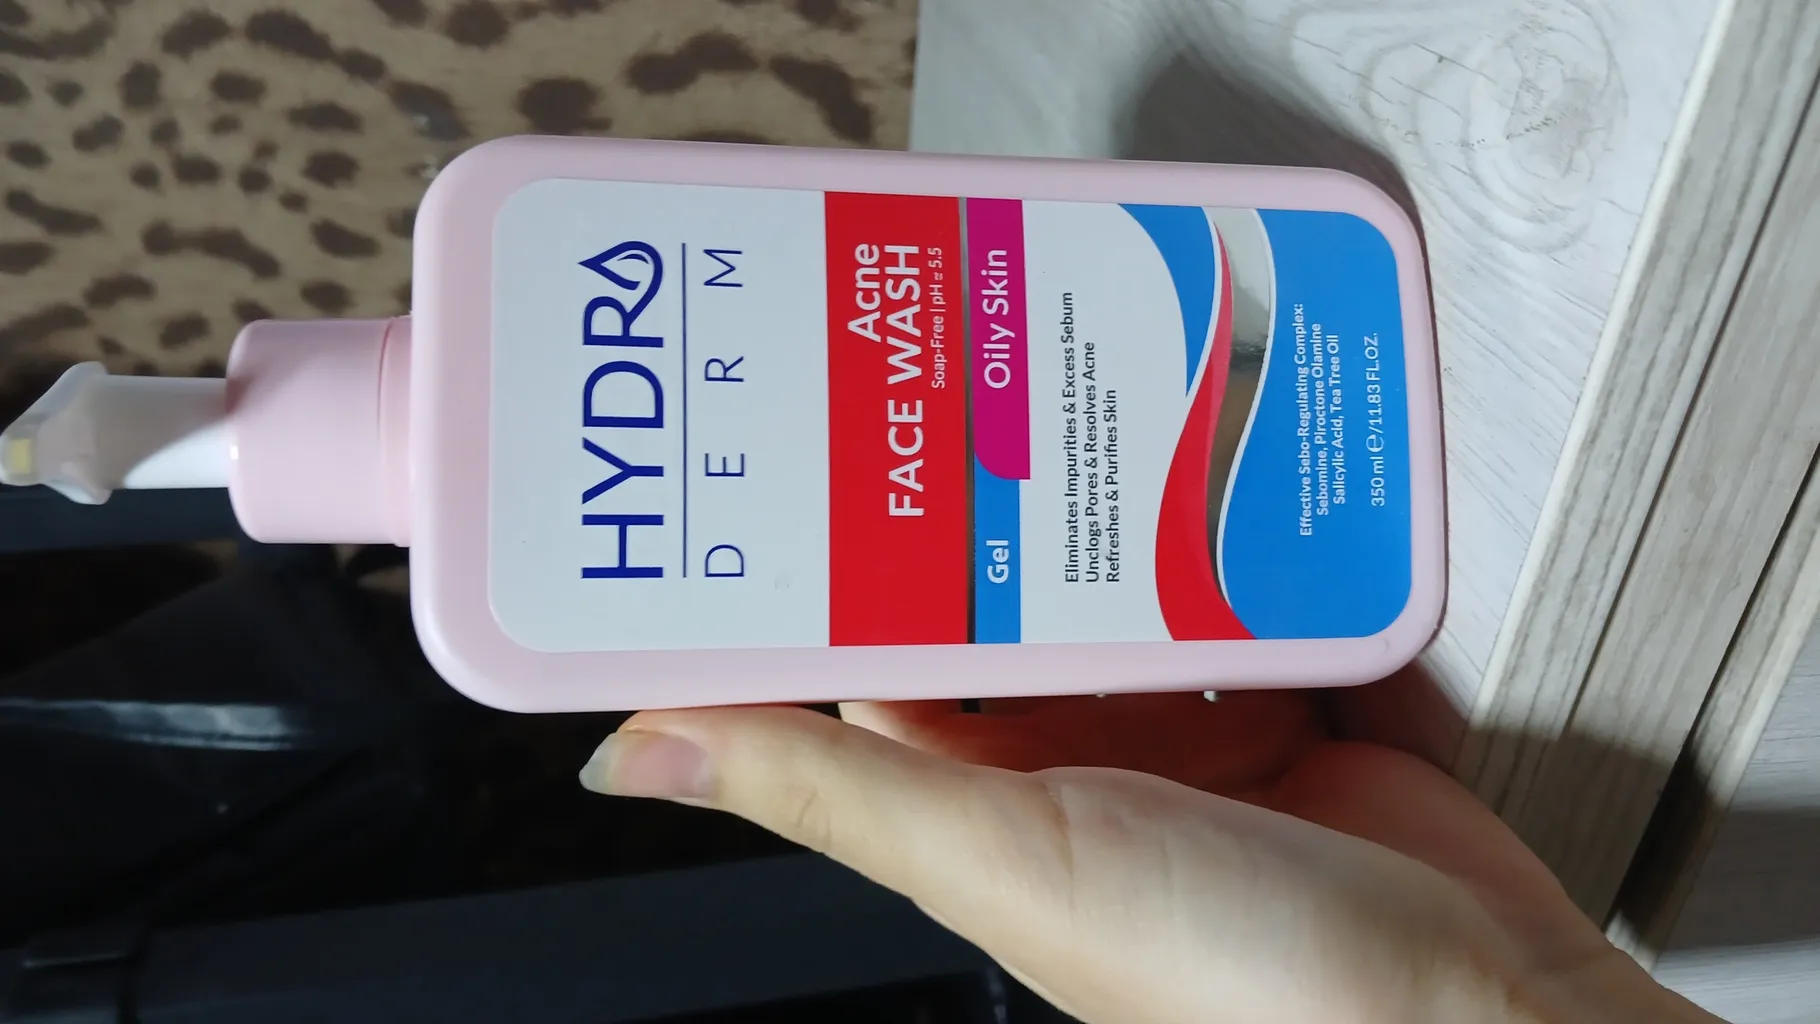 HYDRA
DERM
Acne
FACE WASH
Soap-Free | pH ≅ 5.5
Gel
Oily Skin
Eliminates Impurities & Excess Sebum
Unclogs Pores & Resolves Acne
Refreshes & Purifies Skin
Effective Sebo-Regulating Complex:
Sebomine, Piroctone Olamine
Salicylic Acid, Tea Tree Oil
350 ml ℮/11.83 FL.OZ.